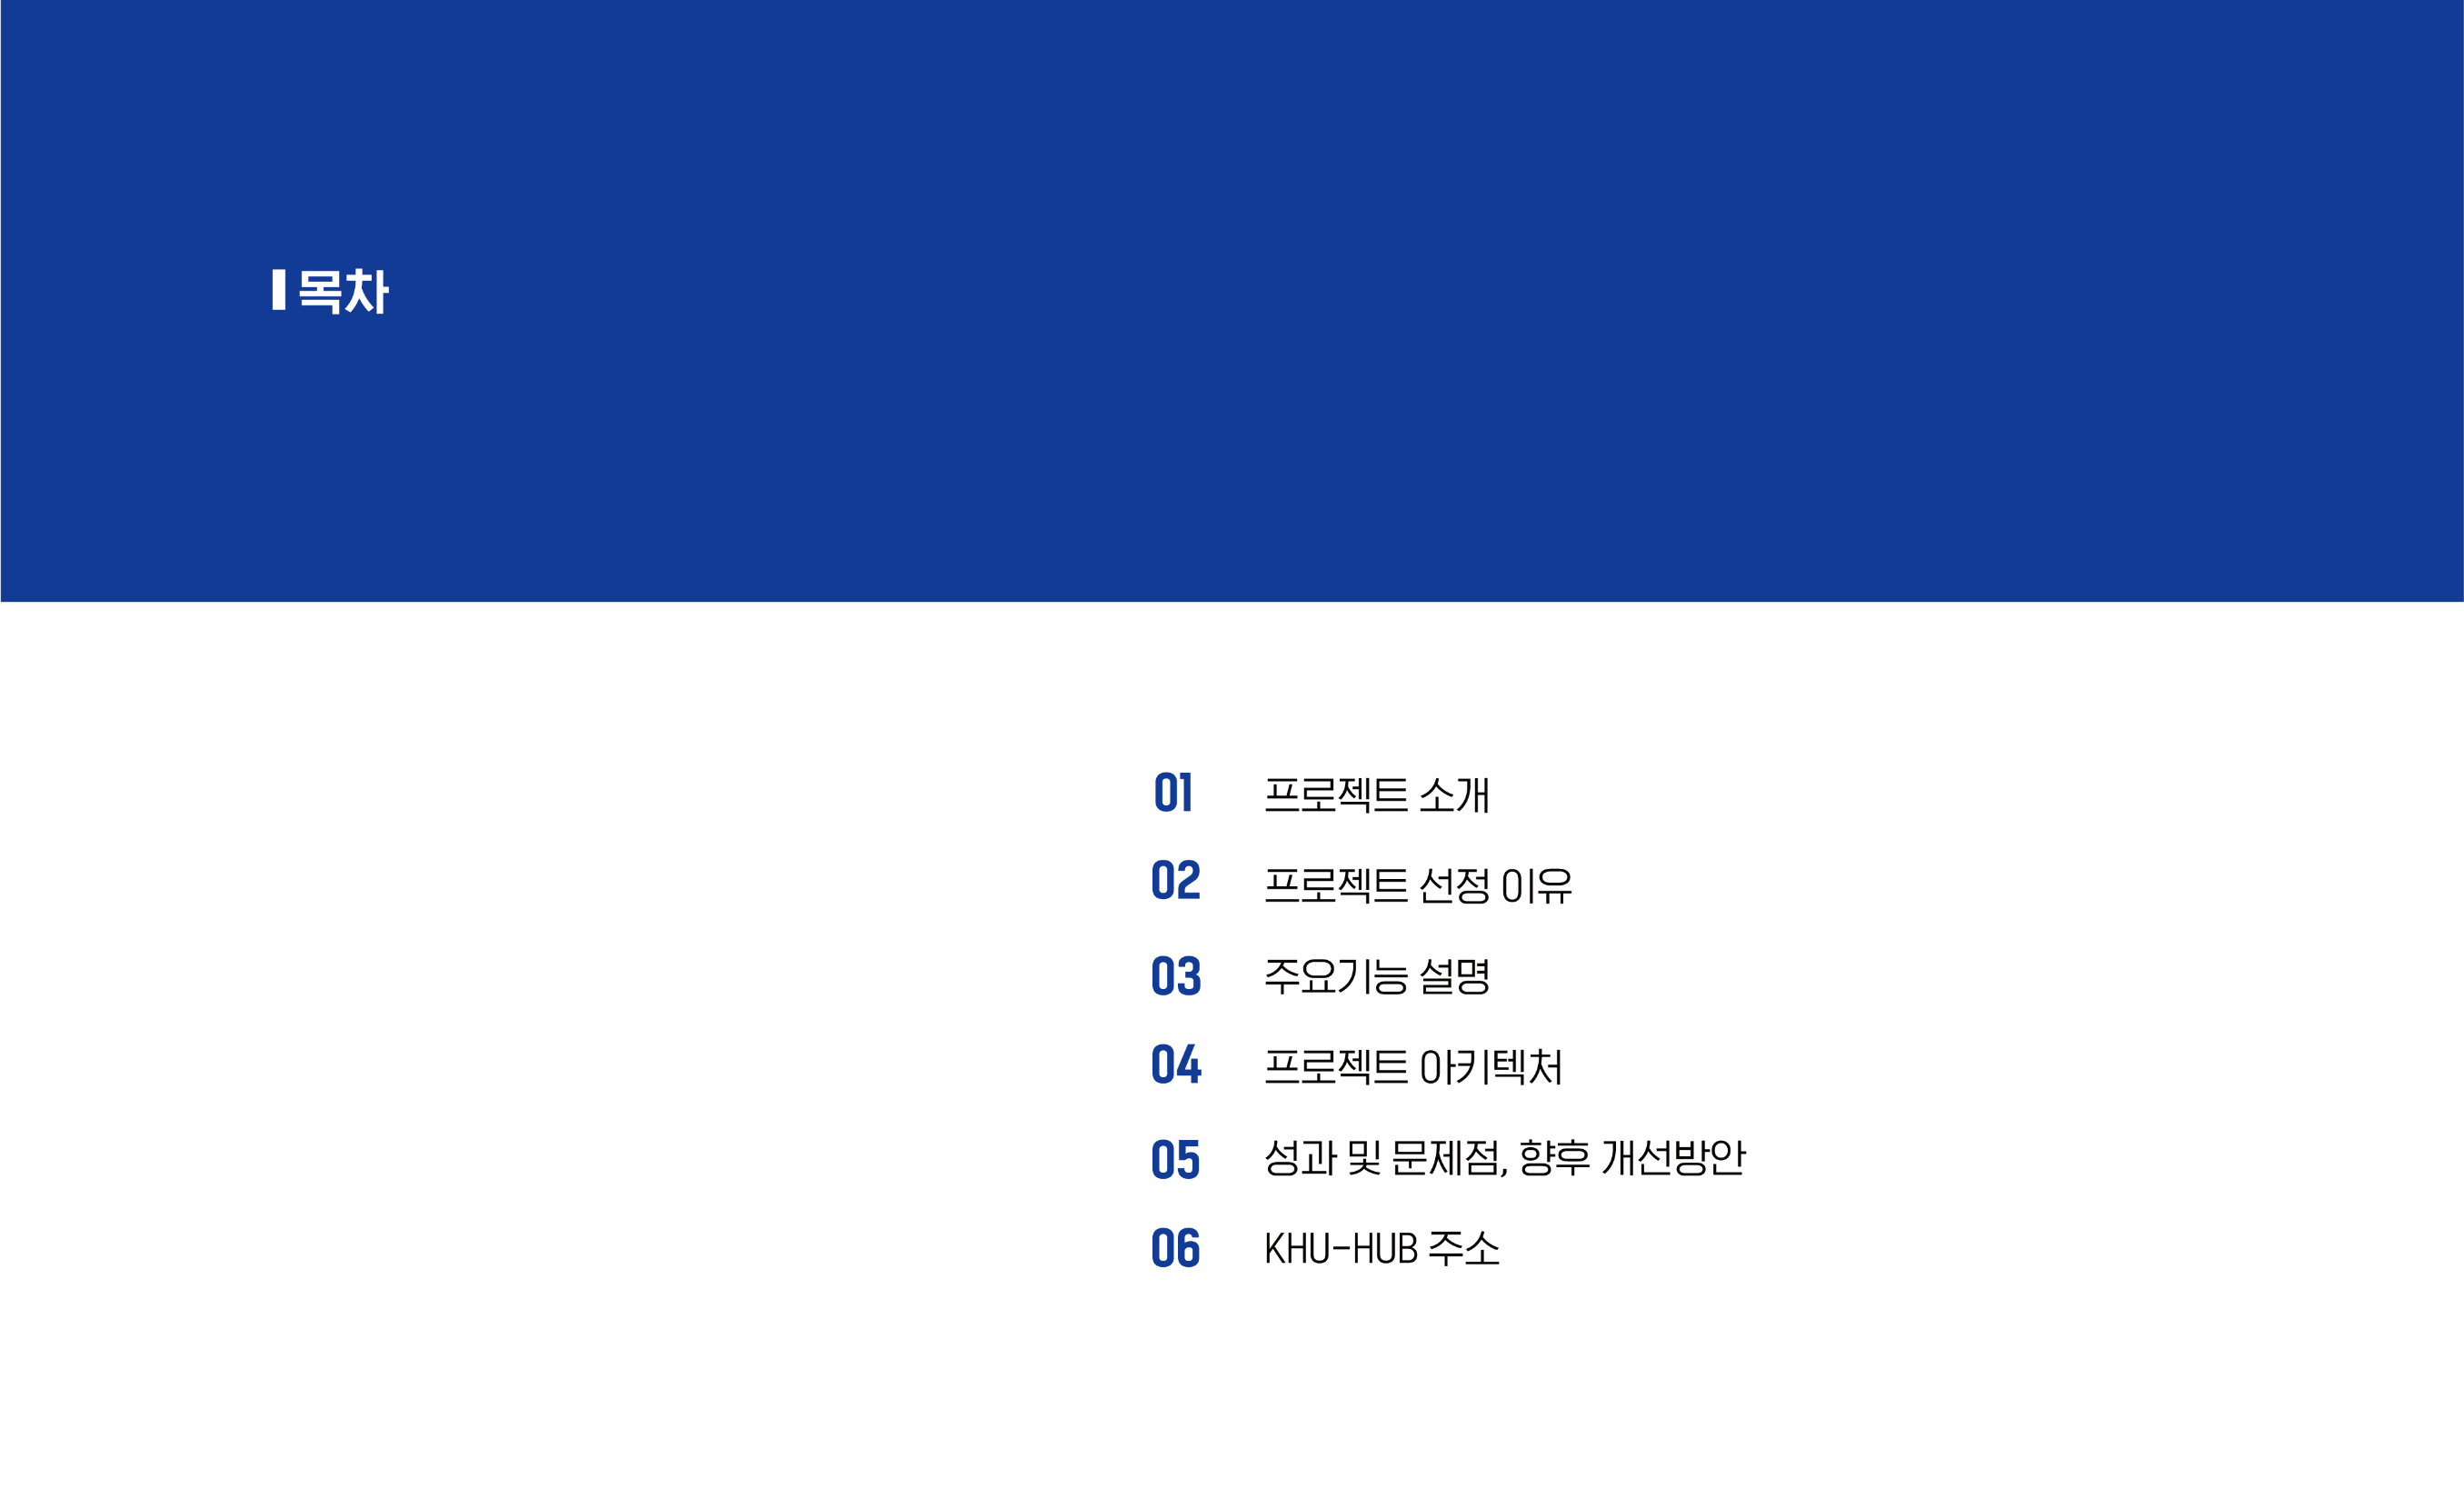 목차
01 프로젝트 소개
02 프로젝트 선정 이유
03 주요기능 설명
04 프로젝트 아키텍처
05 성과 및 문제점, 향후 개선방안
06 KHU-HUB 주소